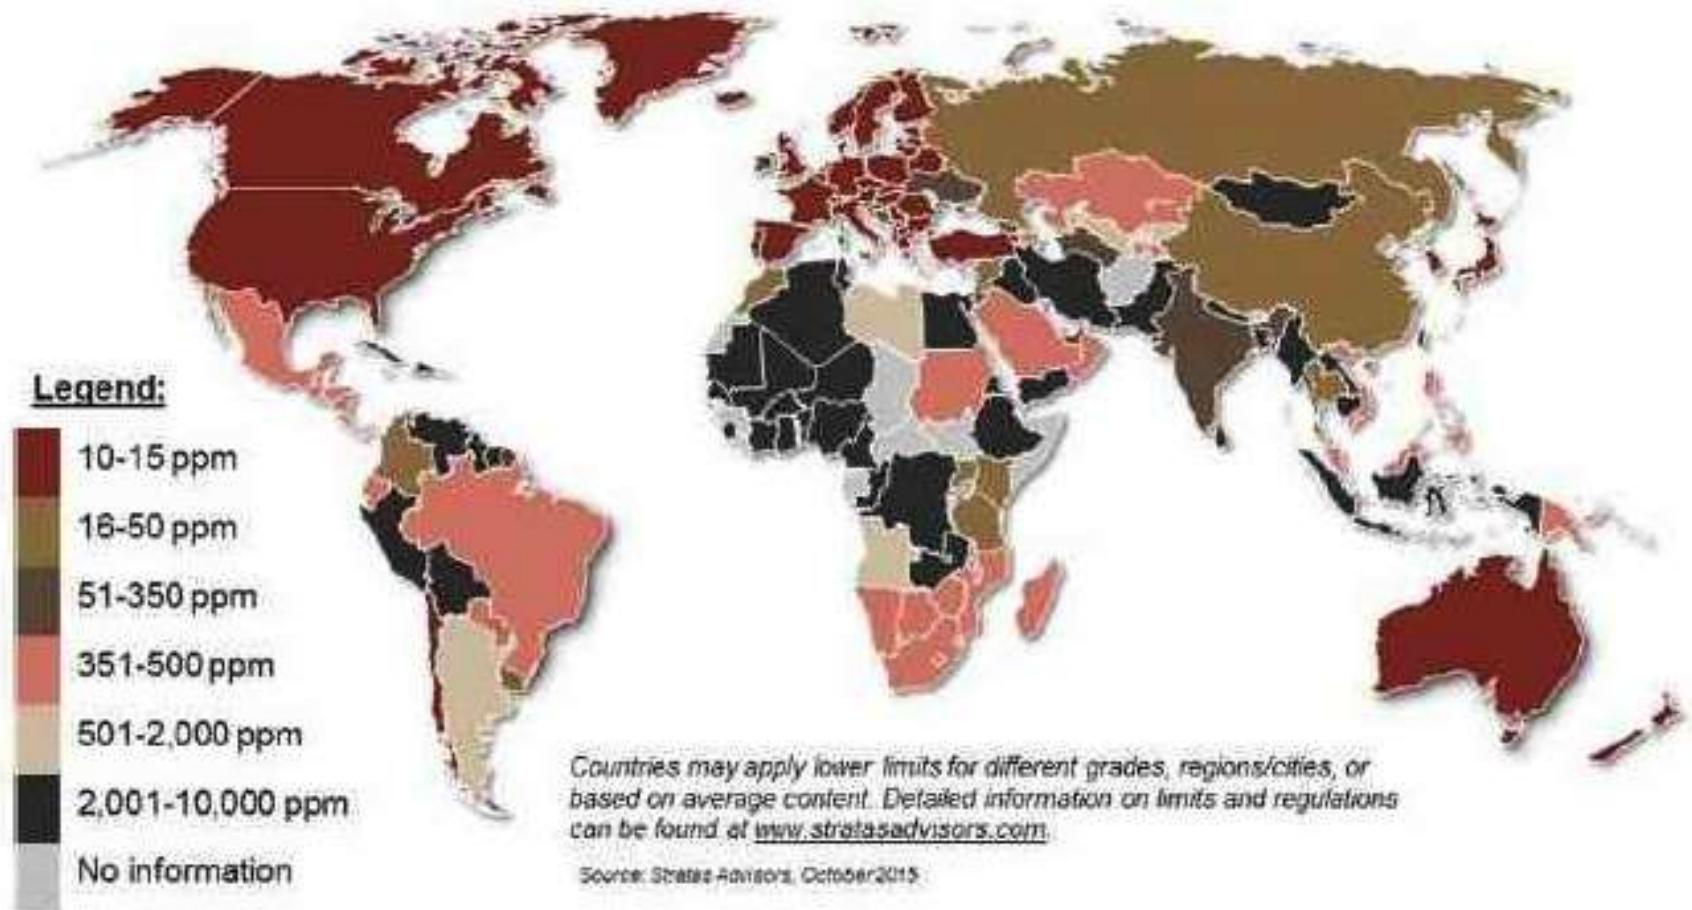 Legend:
10-15 ppm
16-50 ppm
51-350 ppm
351-500 ppm
501-2,000 ppm
2,001-10,000 ppm
No information
Countries may apply lower limits for different grades, regions/cities, or
based on average content. Detailed information on limits and regulations
can be found at www.stratasadvisors.com.
Source: Stratas Advisors, October 2015